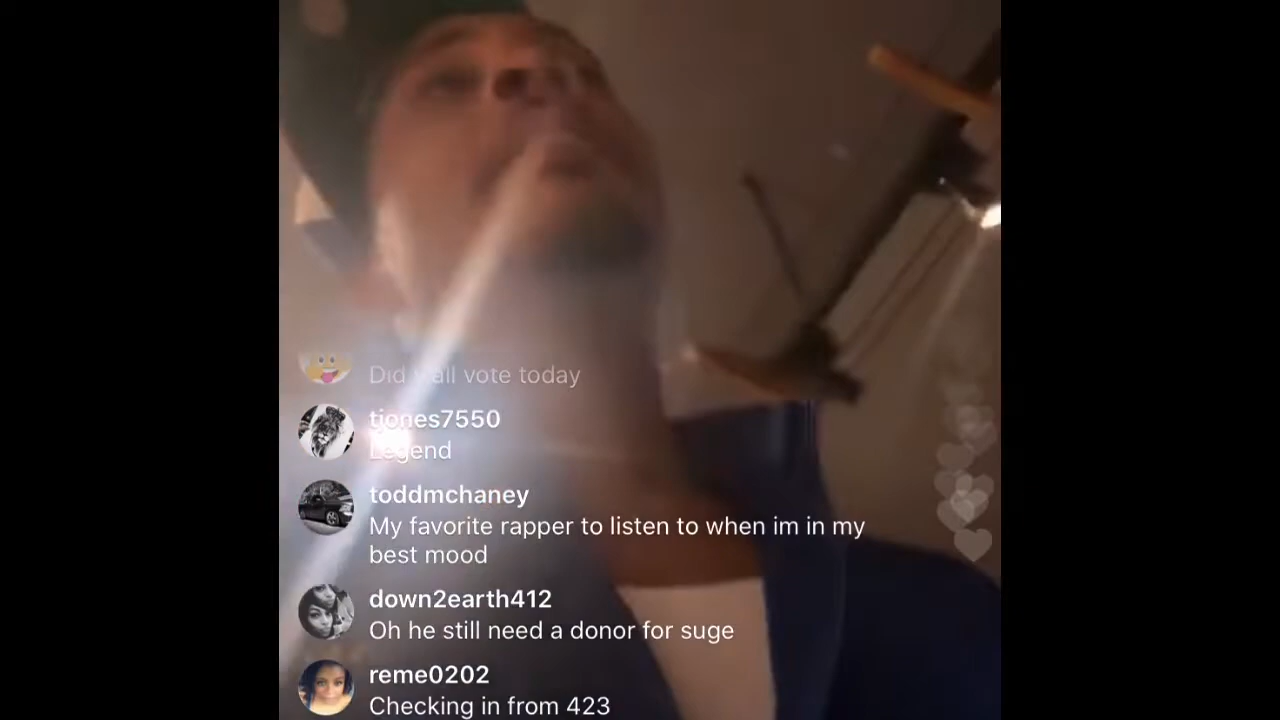 Did y'all vote today
tjones7550
Legend
toddmchaney
My favorite rapper to listen to when im in my
best mood
down2earth412
Oh he still need a donor for suge
reme0202
Checking in from 423